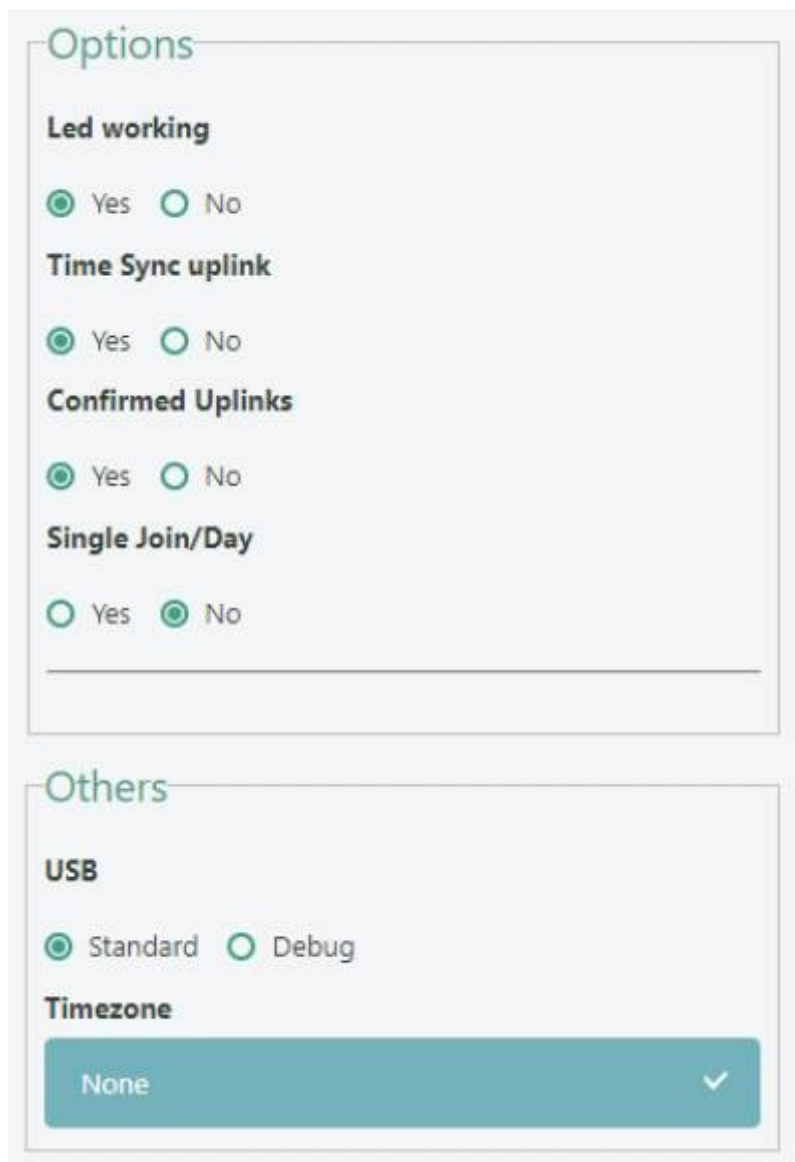 Options
Led working
Yes No
Time Sync uplink
Yes No
Confirmed Uplinks
Yes No
Single Join/Day
Yes No
Others
USB
Standard Debug
Timezone
None